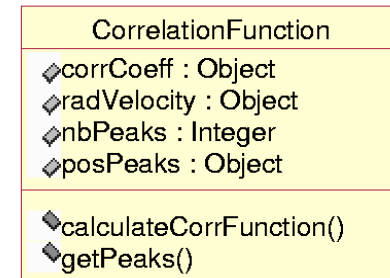 CorrelationFunction
corrCoeff : Object
radVelocity : Object
nbPeaks : Integer
posPeaks : Object
calculateCorrFunction()
getPeaks()